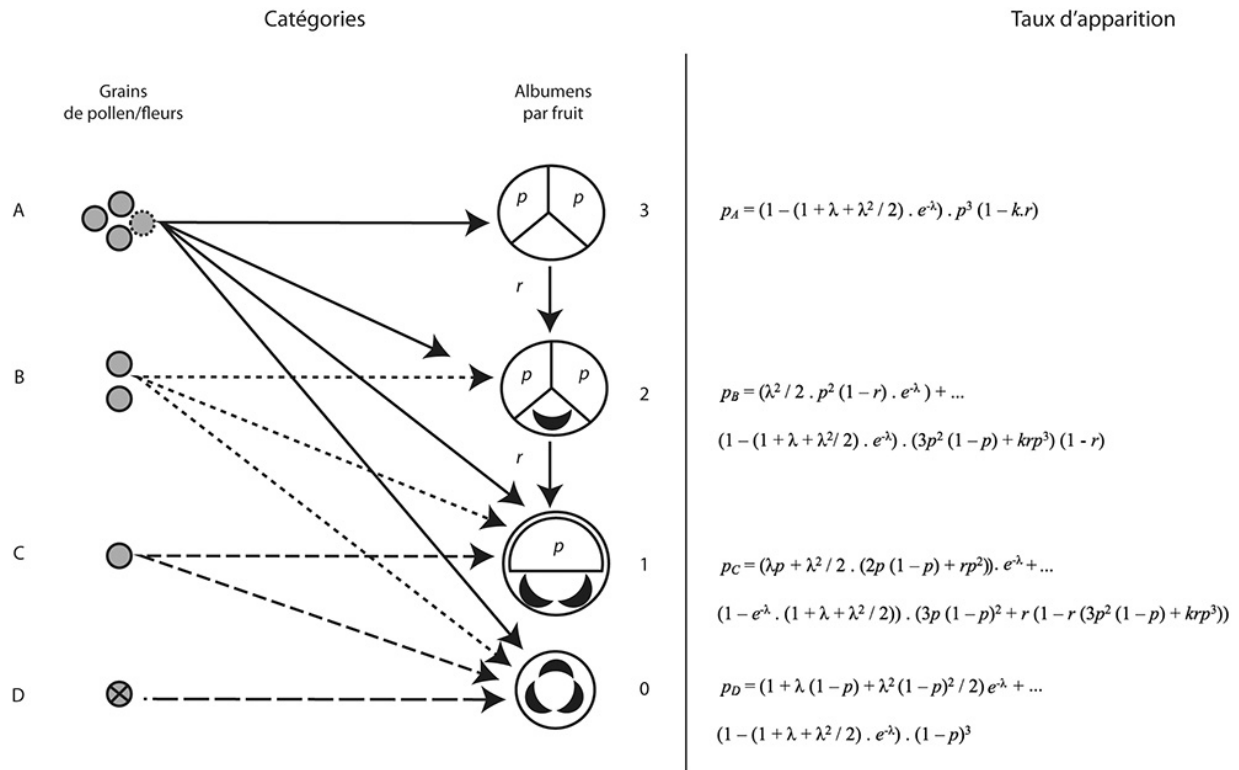 Catégories
Taux d'apparition
Grains
de pollen/fleurs
Albumens
par fruit
A
p p
3
p_A = (1 – (1 + λ + λ² / 2) . e^-λ) . p³ (1 – k.r)
r
B
p p
2
p_B = (λ² / 2 . p² (1 – r) . e^-λ ) + ...
(1 – (1 + λ + λ²/ 2) . e^-λ) . (3p² (1 – p) + krp³) (1 - r)
r
C
p
1
p_C = (λp + λ² / 2 . (2p (1 – p) + rp²)). e^-λ + ...
(1 – e^-λ . (1 + λ + λ² / 2)) . (3p (1 – p)² + r (1 – r (3p² (1 – p) + krp³))
D
0
p_D = (1 + λ (1 – p) + λ² (1 – p)² / 2) e^-λ + ...
(1 – (1 + λ + λ² / 2) . e^-λ) . (1 – p)³